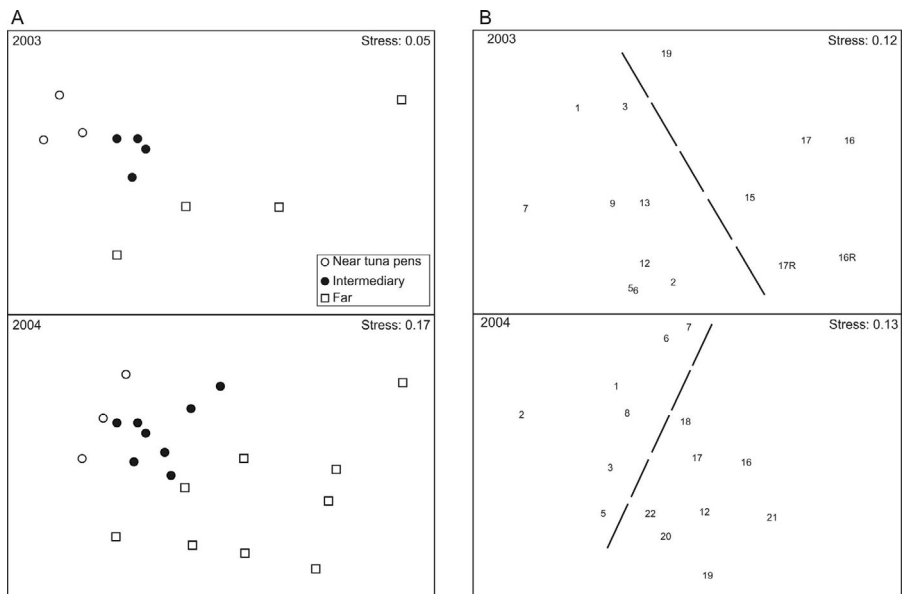 A
2003 Stress: 0.05
Near tuna pens
Intermediary
Far
2004 Stress: 0.17
B
2003 Stress: 0.12
19
1 3
17 16
15
7 9 13
12 17R 16R
5 6 2
2004 Stress: 0.13
7
6
1
2 8
18
17 16
3
5 22 12 21
20
19